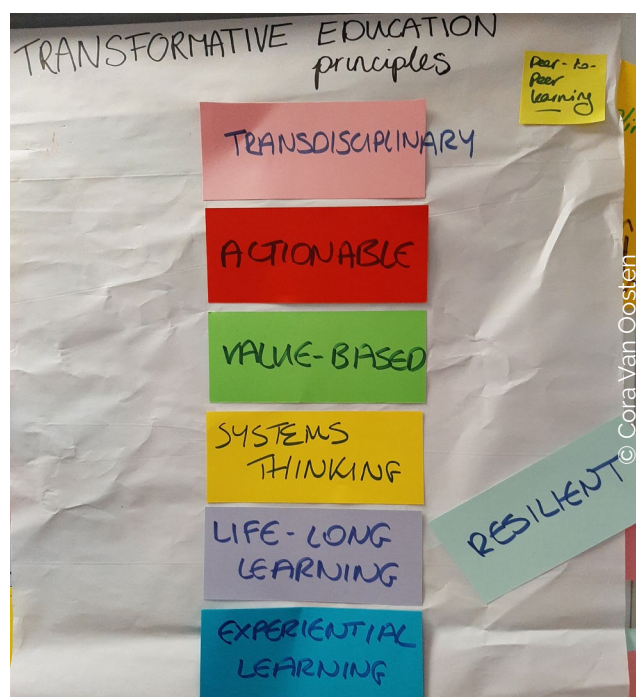 TRANSFORMATIVE EDUCATION
principles
Peer-to-
Peer
learning
TRANSDISCIPLINARY
ACTIONABLE
VALUE-BASED
SYSTEMS
THINKING
LIFE-LONG
LEARNING
EXPERIENTIAL
LEARNING
RESILIENT
© Cora Van Oosten